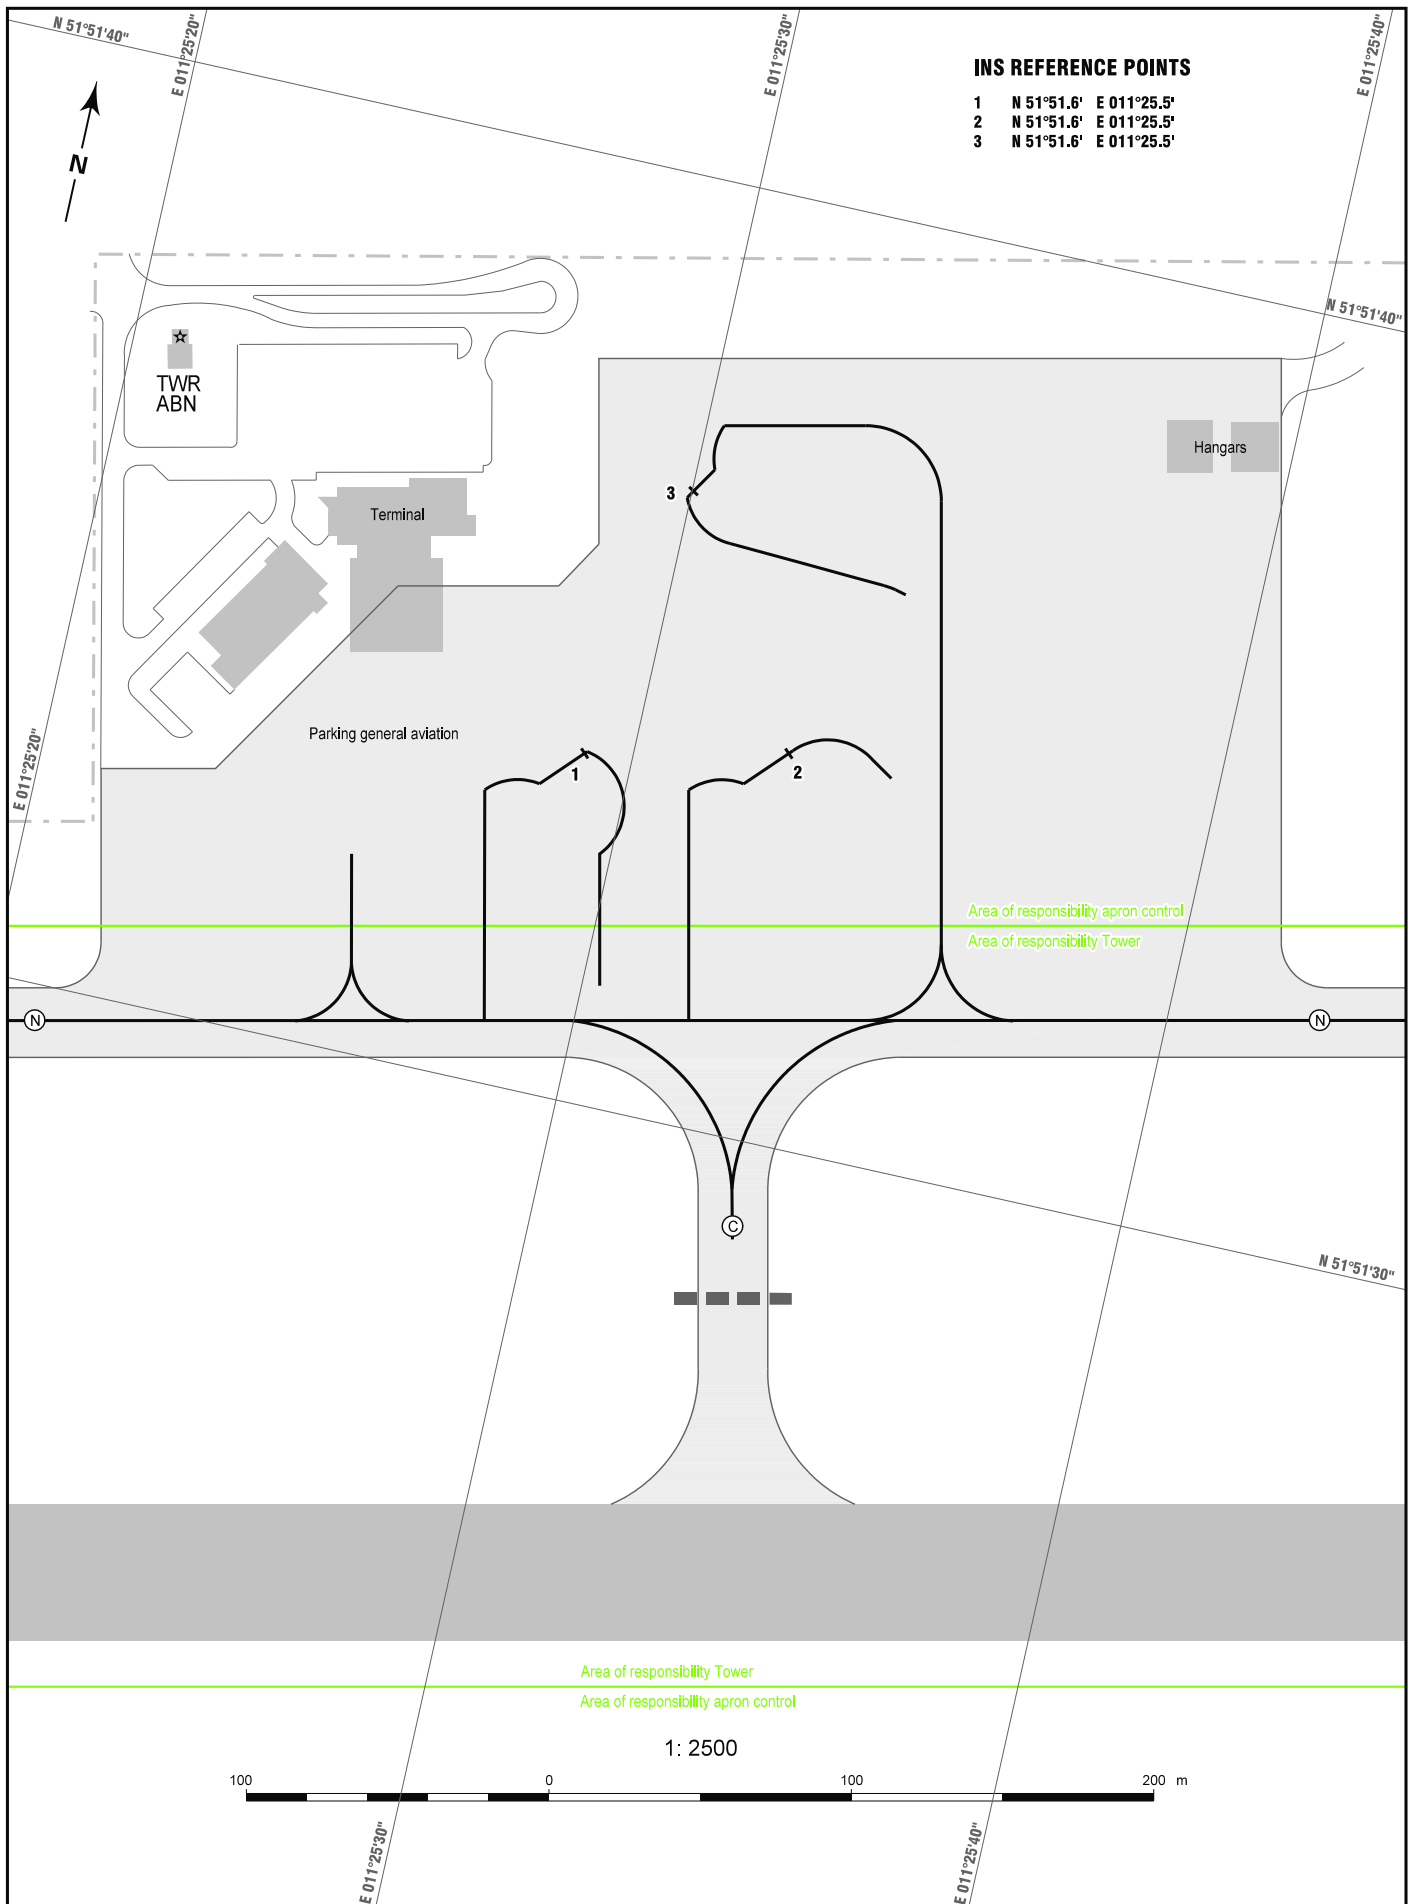 N 51°51'40"
E 011°25'20"
E 011°25'30"
E 011°25'40"
INS REFERENCE POINTS
1 N 51°51.6' E 011°25.5'
2 N 51°51.6' E 011°25.5'
3 N 51°51.6' E 011°25.5'
N
N 51°51'40"
TWR
ABN
Hangars
3
Terminal
Parking general aviation
E 011°25'20"
1
2
Area of responsibility apron control
Area of responsibility Tower
N
N
C
N 51°51'30"
Area of responsibility Tower
Area of responsibility apron control
1: 2500
100 0 100 200 m
E 011°25'30"
E 011°25'40"